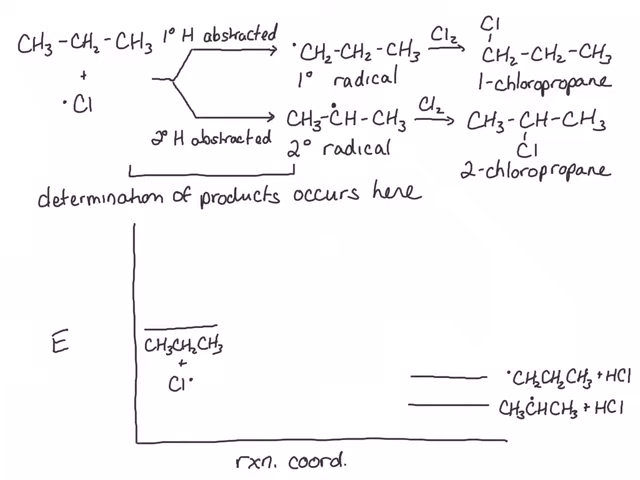 CH3-CH2-CH3
+
·Cl
1° H abstracted
2° H abstracted
·CH2-CH2-CH3
1° radical
Cl2
Cl
CH2-CH2-CH3
1-chloropropane
CH3-ĊH-CH3
2° radical
Cl2
CH3-CH-CH3
Cl
2-chloropropane
determination of products occurs here
E
CH3CH2CH3
+
Cl·
·CH2CH2CH3 + HCl
CH3ĊHCH3 + HCl
rxn. coord.